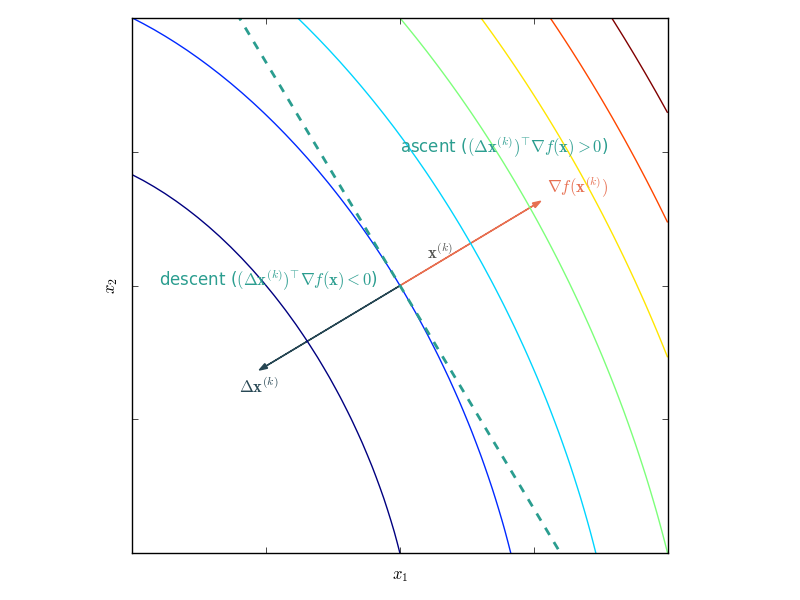 ascent ((Δx^(k))^⊤∇f(x) > 0)
∇f(x^(k))
x^(k)
descent ((Δx^(k))^⊤∇f(x) < 0)
Δx^(k)
x_2
x_1